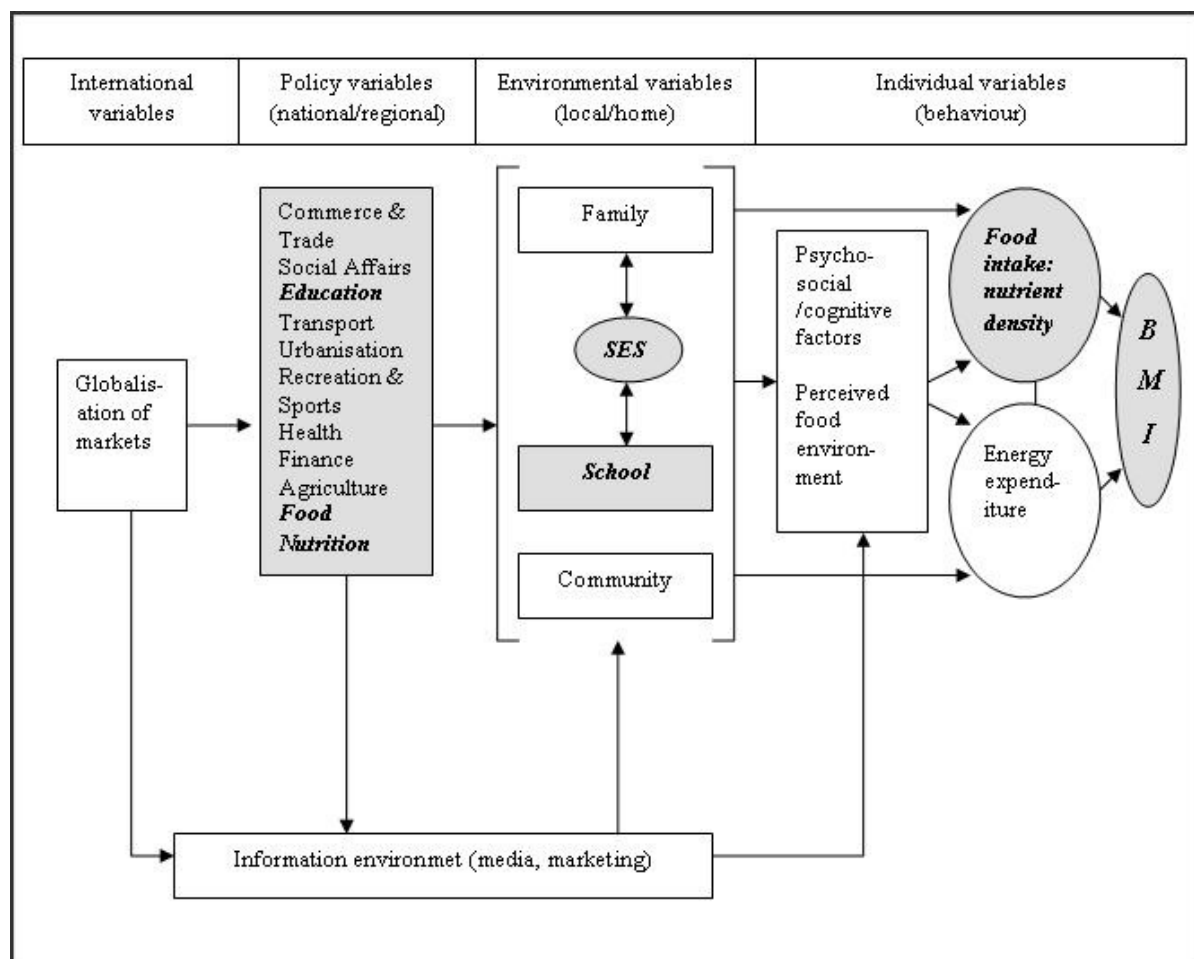 International
variables
Policy variables
(national/regional)
Environmental variables
(local/home)
Individual variables
(behaviour)
Globalis-
ation of
markets
Commerce &
Trade
Social Affairs
Education
Transport
Urbanisation
Recreation &
Sports
Health
Finance
Agriculture
Food
Nutrition
Family
SES
School
Community
Psycho-
social
/cognitive
factors
Perceived
food
environ-
ment
Food
intake:
nutrient
density
Energy
expend-
iture
B
M
I
Information environmet (media, marketing)